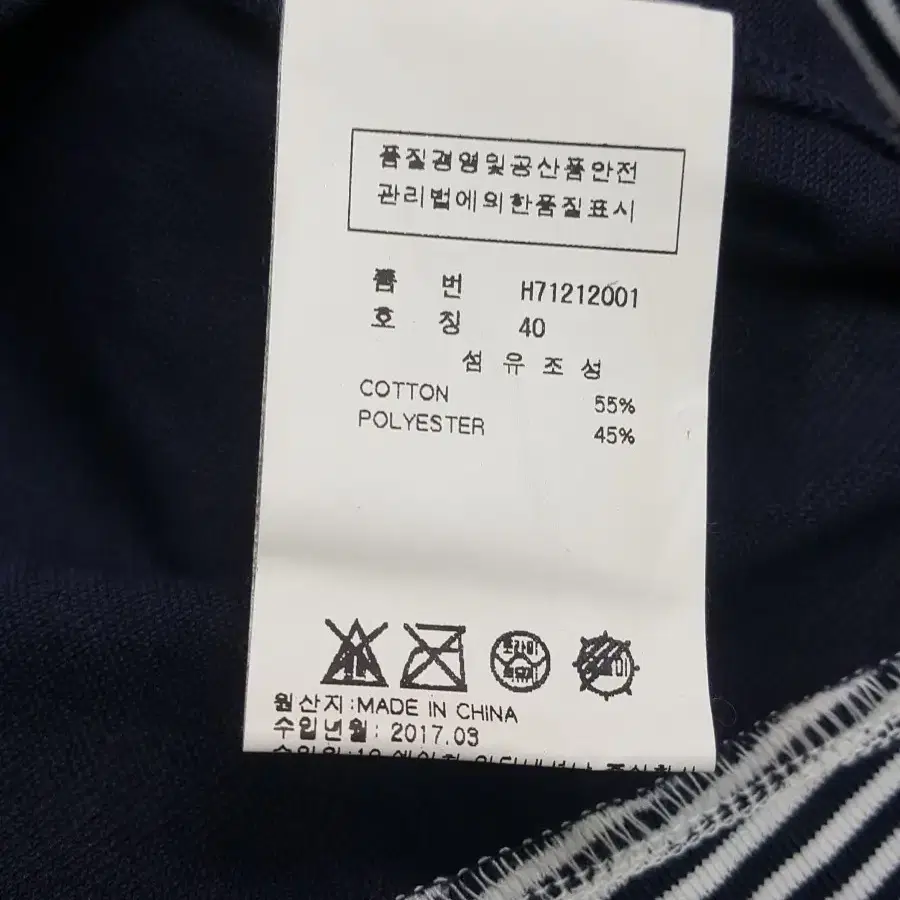 품질경영및공산품안전
관리법에의한품질표시
품 번 H71212001
호 칭 40
섬 유 조 성
COTTON 55%
POLYESTER 45%
원산지:MADE IN CHINA
수입년월: 2017.03